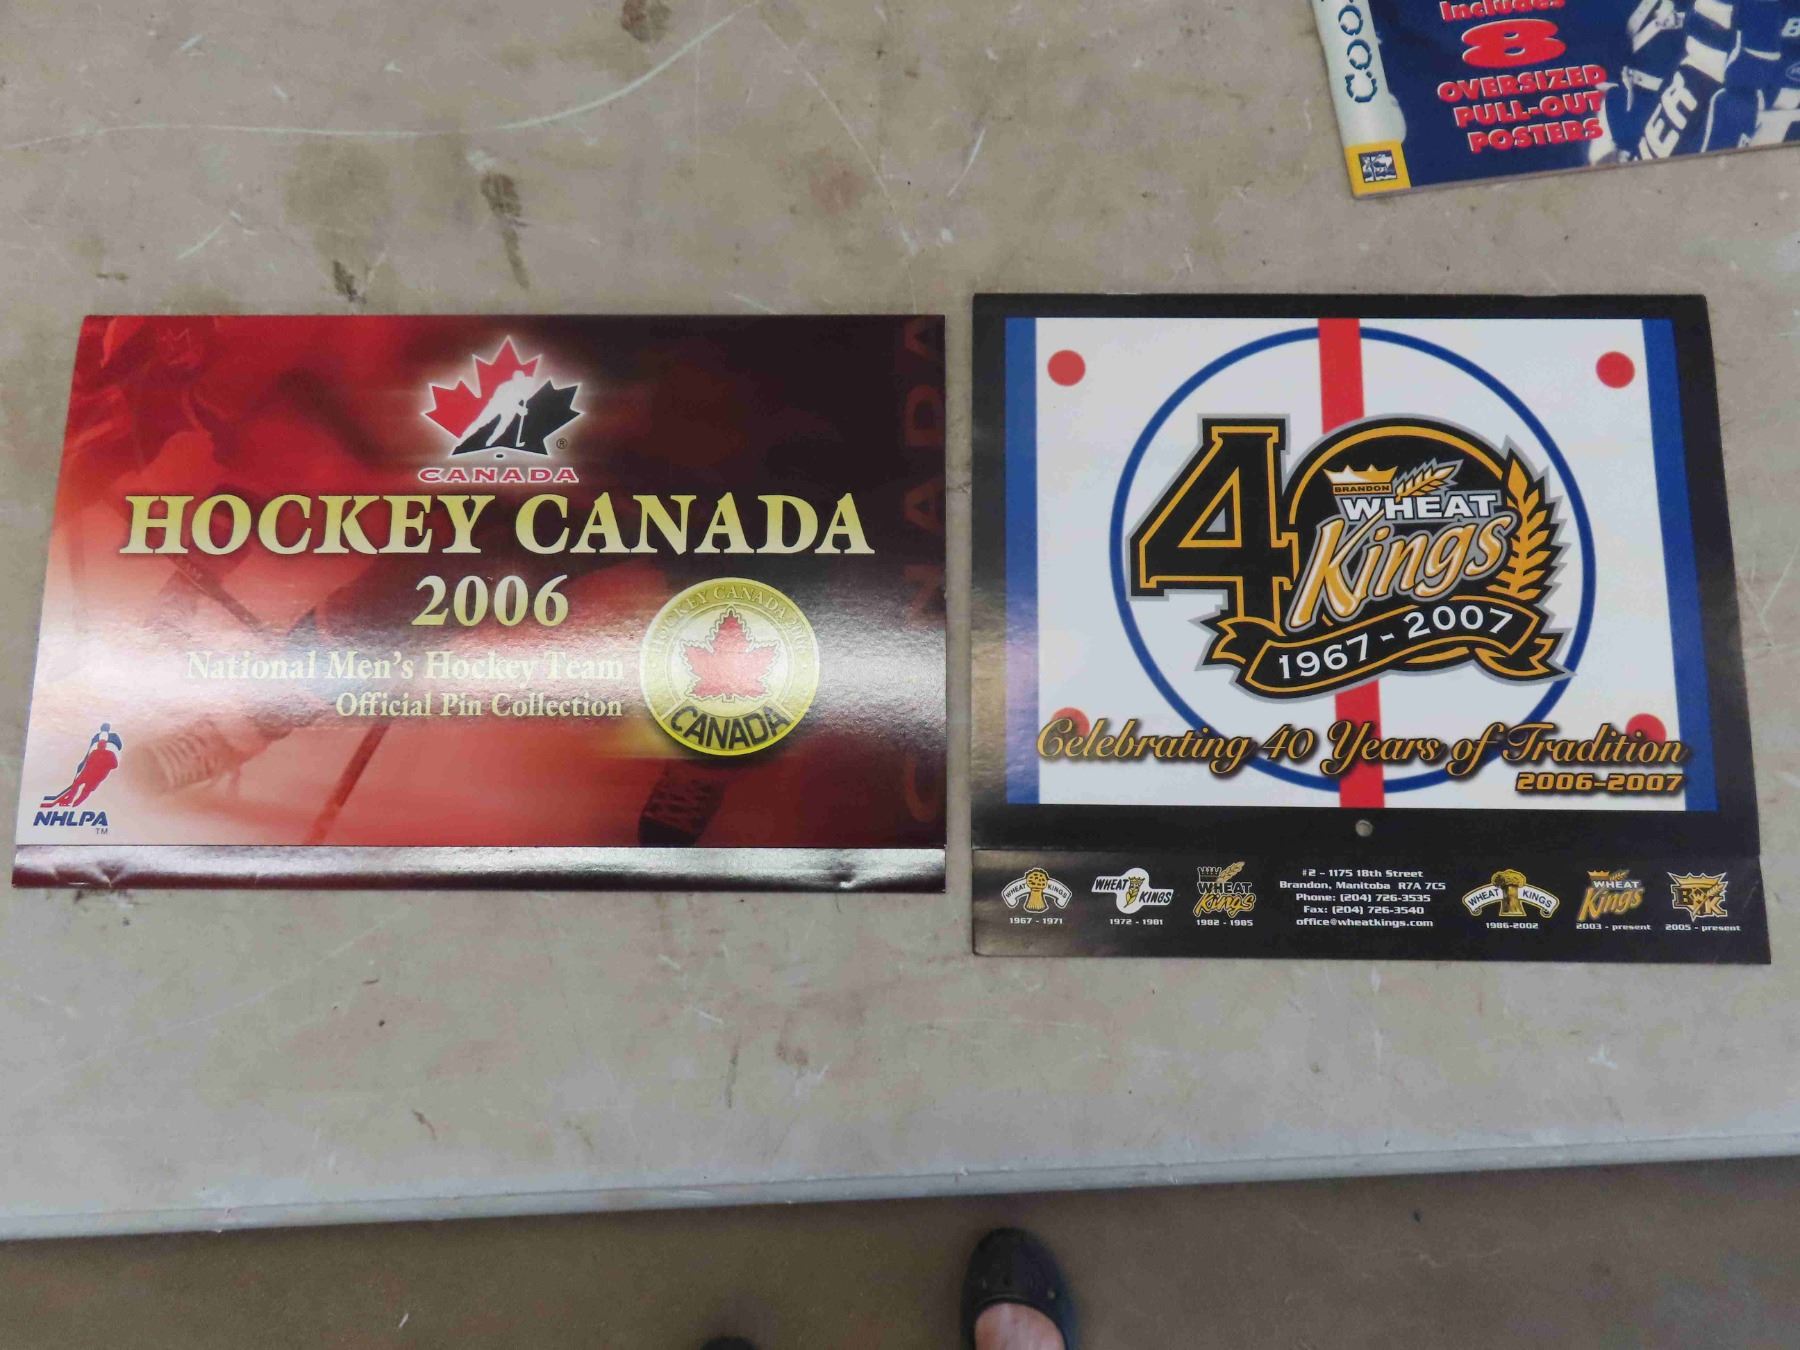 Includes
8
OVERSIZED
PULL-OUT
POSTERS
CANADA
HOCKEY CANADA
2006
National Men's Hockey Team
Official Pin Collection
HOCKEY CANADA 2006
CANADA
NHLPA
TM
CANADA
40
BRANDON
WHEAT
Kings
1967-2007
Celebrating 40 Years of Tradition
2006-2007
WHEAT KINGS
1967 - 1971
WHEAT KINGS
1972 - 1981
WHEAT
Kings
1982 - 1985
#2 - 1175 18th Street
Brandon, Manitoba R7A 7C5
Phone: (204) 726-3535
Fax: (204) 726-3540
office@wheatkings.com
WHEAT KINGS
1986-2002
WHEAT
Kings
2003 - present
BWK
2005 - present